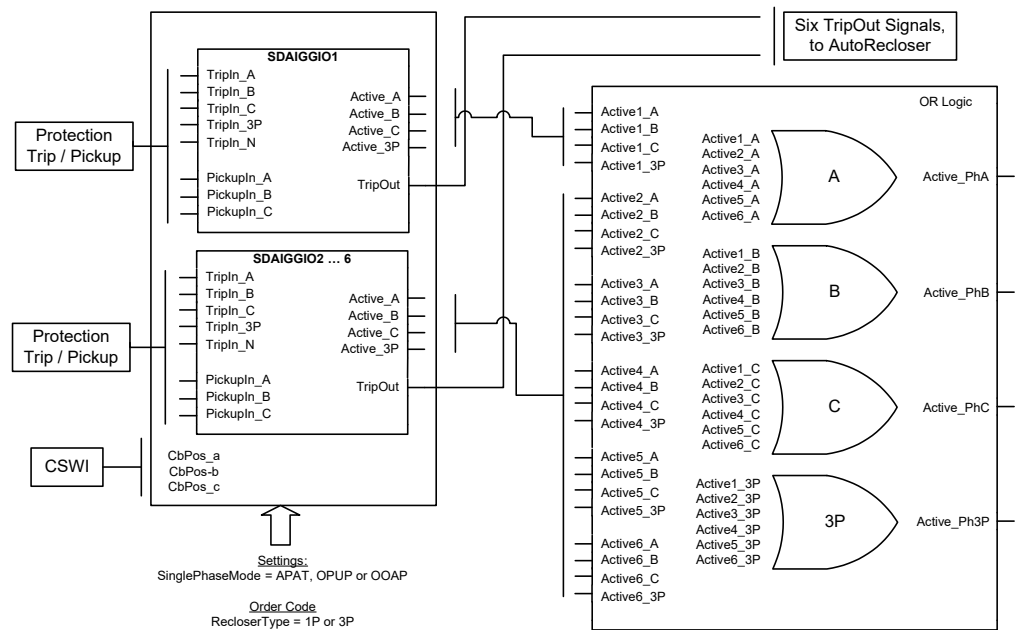 Six TripOut Signals,
to AutoRecloser
SDAIGGIO1
TripIn_A
TripIn_B
TripIn_C
TripIn_3P
TripIn_N
PickupIn_A
PickupIn_B
PickupIn_C
Active_A
Active_B
Active_C
Active_3P
TripOut
Protection
Trip / Pickup
SDAIGGIO2 ... 6
TripIn_A
TripIn_B
TripIn_C
TripIn_3P
TripIn_N
PickupIn_A
PickupIn_B
PickupIn_C
Active_A
Active_B
Active_C
Active_3P
TripOut
Protection
Trip / Pickup
CSWI
CbPos_a
CbPos-b
CbPos_c
Settings:
SinglePhaseMode = APAT, OPUP or OOAP
Order Code
RecloserType = 1P or 3P
OR Logic
Active1_A
Active1_B
Active1_C
Active1_3P
Active2_A
Active2_B
Active2_C
Active2_3P
Active3_A
Active3_B
Active3_C
Active3_3P
Active4_A
Active4_B
Active4_C
Active4_3P
Active5_A
Active5_B
Active5_C
Active5_3P
Active6_A
Active6_B
Active6_C
Active6_3P
Active1_A
Active2_A
Active3_A
Active4_A
Active5_A
Active6_A
A
Active_PhA
Active1_B
Active2_B
Active3_B
Active4_B
Active5_B
Active6_B
B
Active_PhB
Active1_C
Active2_C
Active3_C
Active4_C
Active5_C
Active6_C
C
Active_PhC
Active1_3P
Active2_3P
Active3_3P
Active4_3P
Active5_3P
Active6_3P
3P
Active_Ph3P